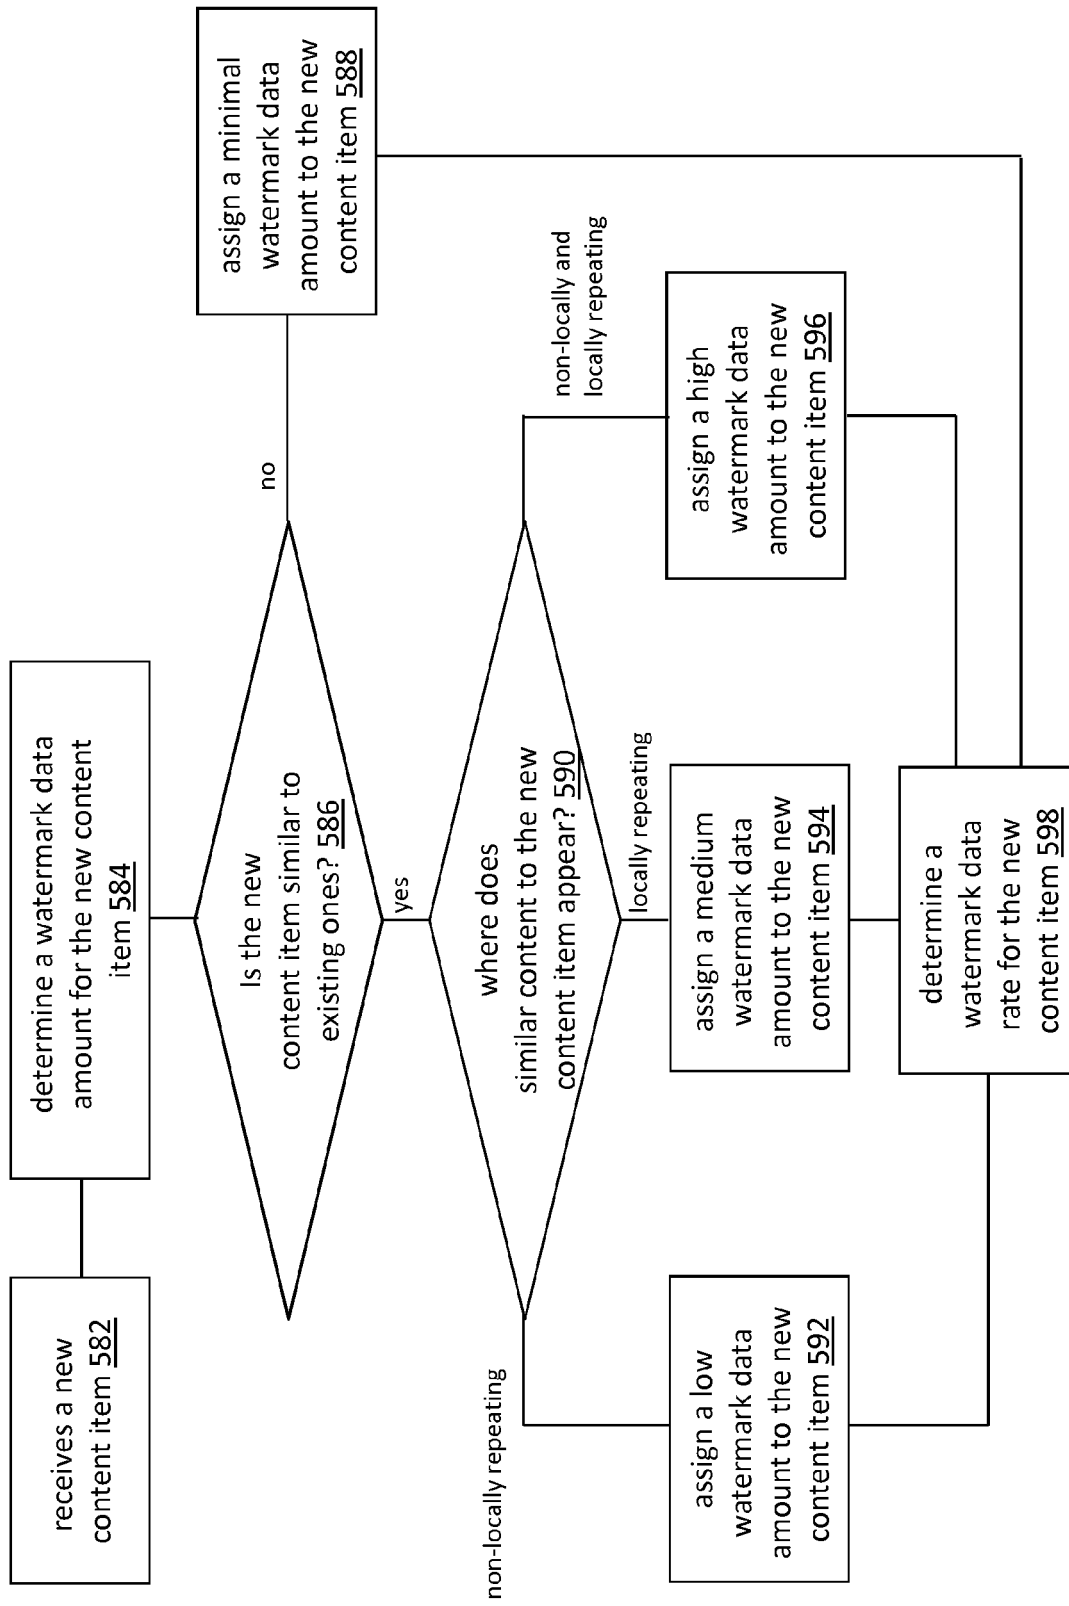 receives a new
content item 582
determine a watermark data
amount for the new content
item 584
Is the new
content item similar to
existing ones? 586
no
assign a minimal
watermark data
amount to the new
content item 588
yes
where does
similar content to the new
content item appear? 590
non-locally repeating
locally repeating
non-locally and
locally repeating
assign a low
watermark data
amount to the new
content item 592
assign a medium
watermark data
amount to the new
content item 594
assign a high
watermark data
amount to the new
content item 596
determine a
watermark data
rate for the new
content item 598